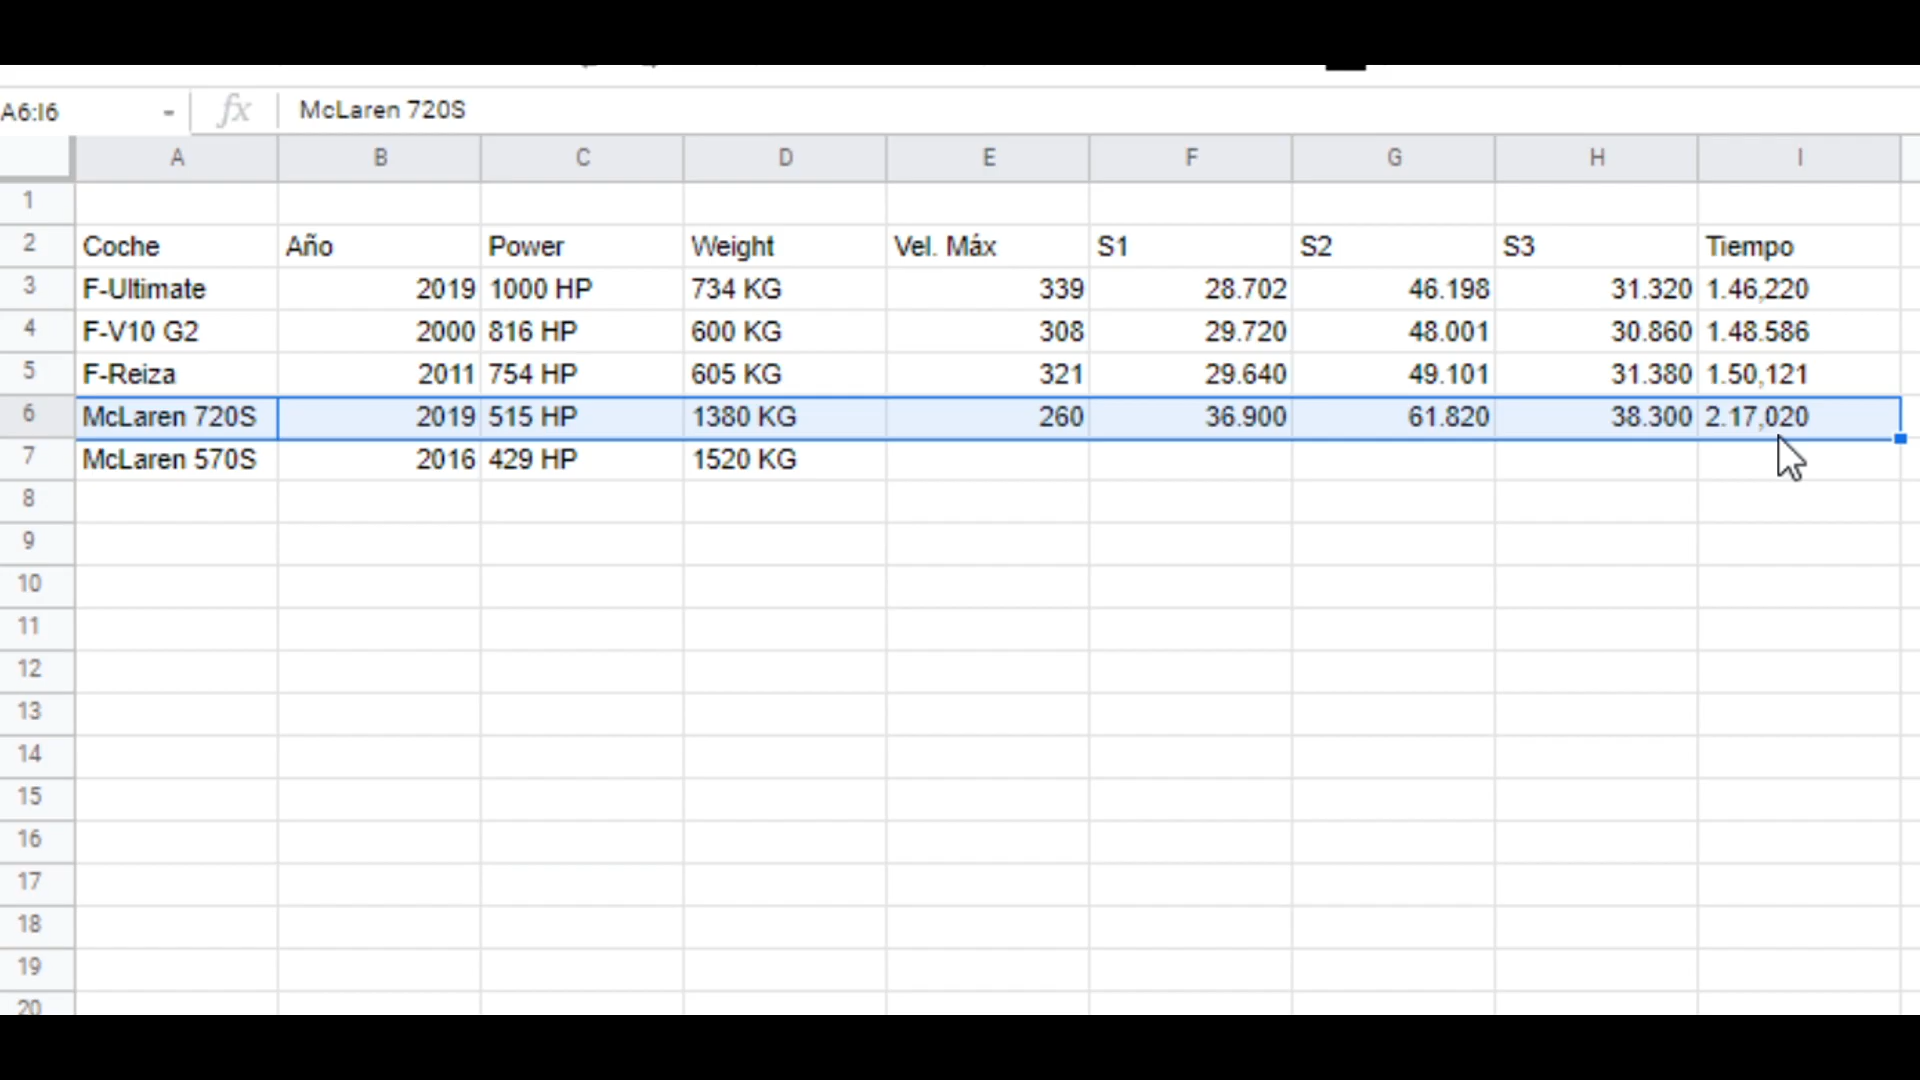 A6:I6 fx McLaren 720S
A B C D E F G H I
1
2 Coche Año Power Weight Vel. Máx S1 S2 S3 Tiempo
3 F-Ultimate 2019 1000 HP 734 KG 339 28.702 46.198 31.320 1.46,220
4 F-V10 G2 2000 816 HP 600 KG 308 29.720 48.001 30.860 1.48.586
5 F-Reiza 2011 754 HP 605 KG 321 29.640 49.101 31.380 1.50,121
6 McLaren 720S 2019 515 HP 1380 KG 260 36.900 61.820 38.300 2.17,020
7 McLaren 570S 2016 429 HP 1520 KG
8
9
10
11
12
13
14
15
16
17
18
19
20